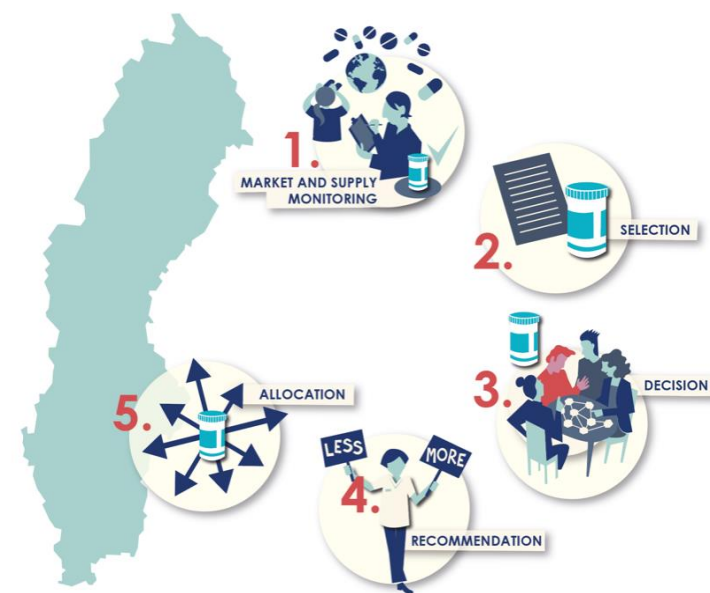 1.
MARKET AND SUPPLY
MONITORING
2.
SELECTION
3.
DECISION
LESS
MORE
4.
RECOMMENDATION
5.
ALLOCATION